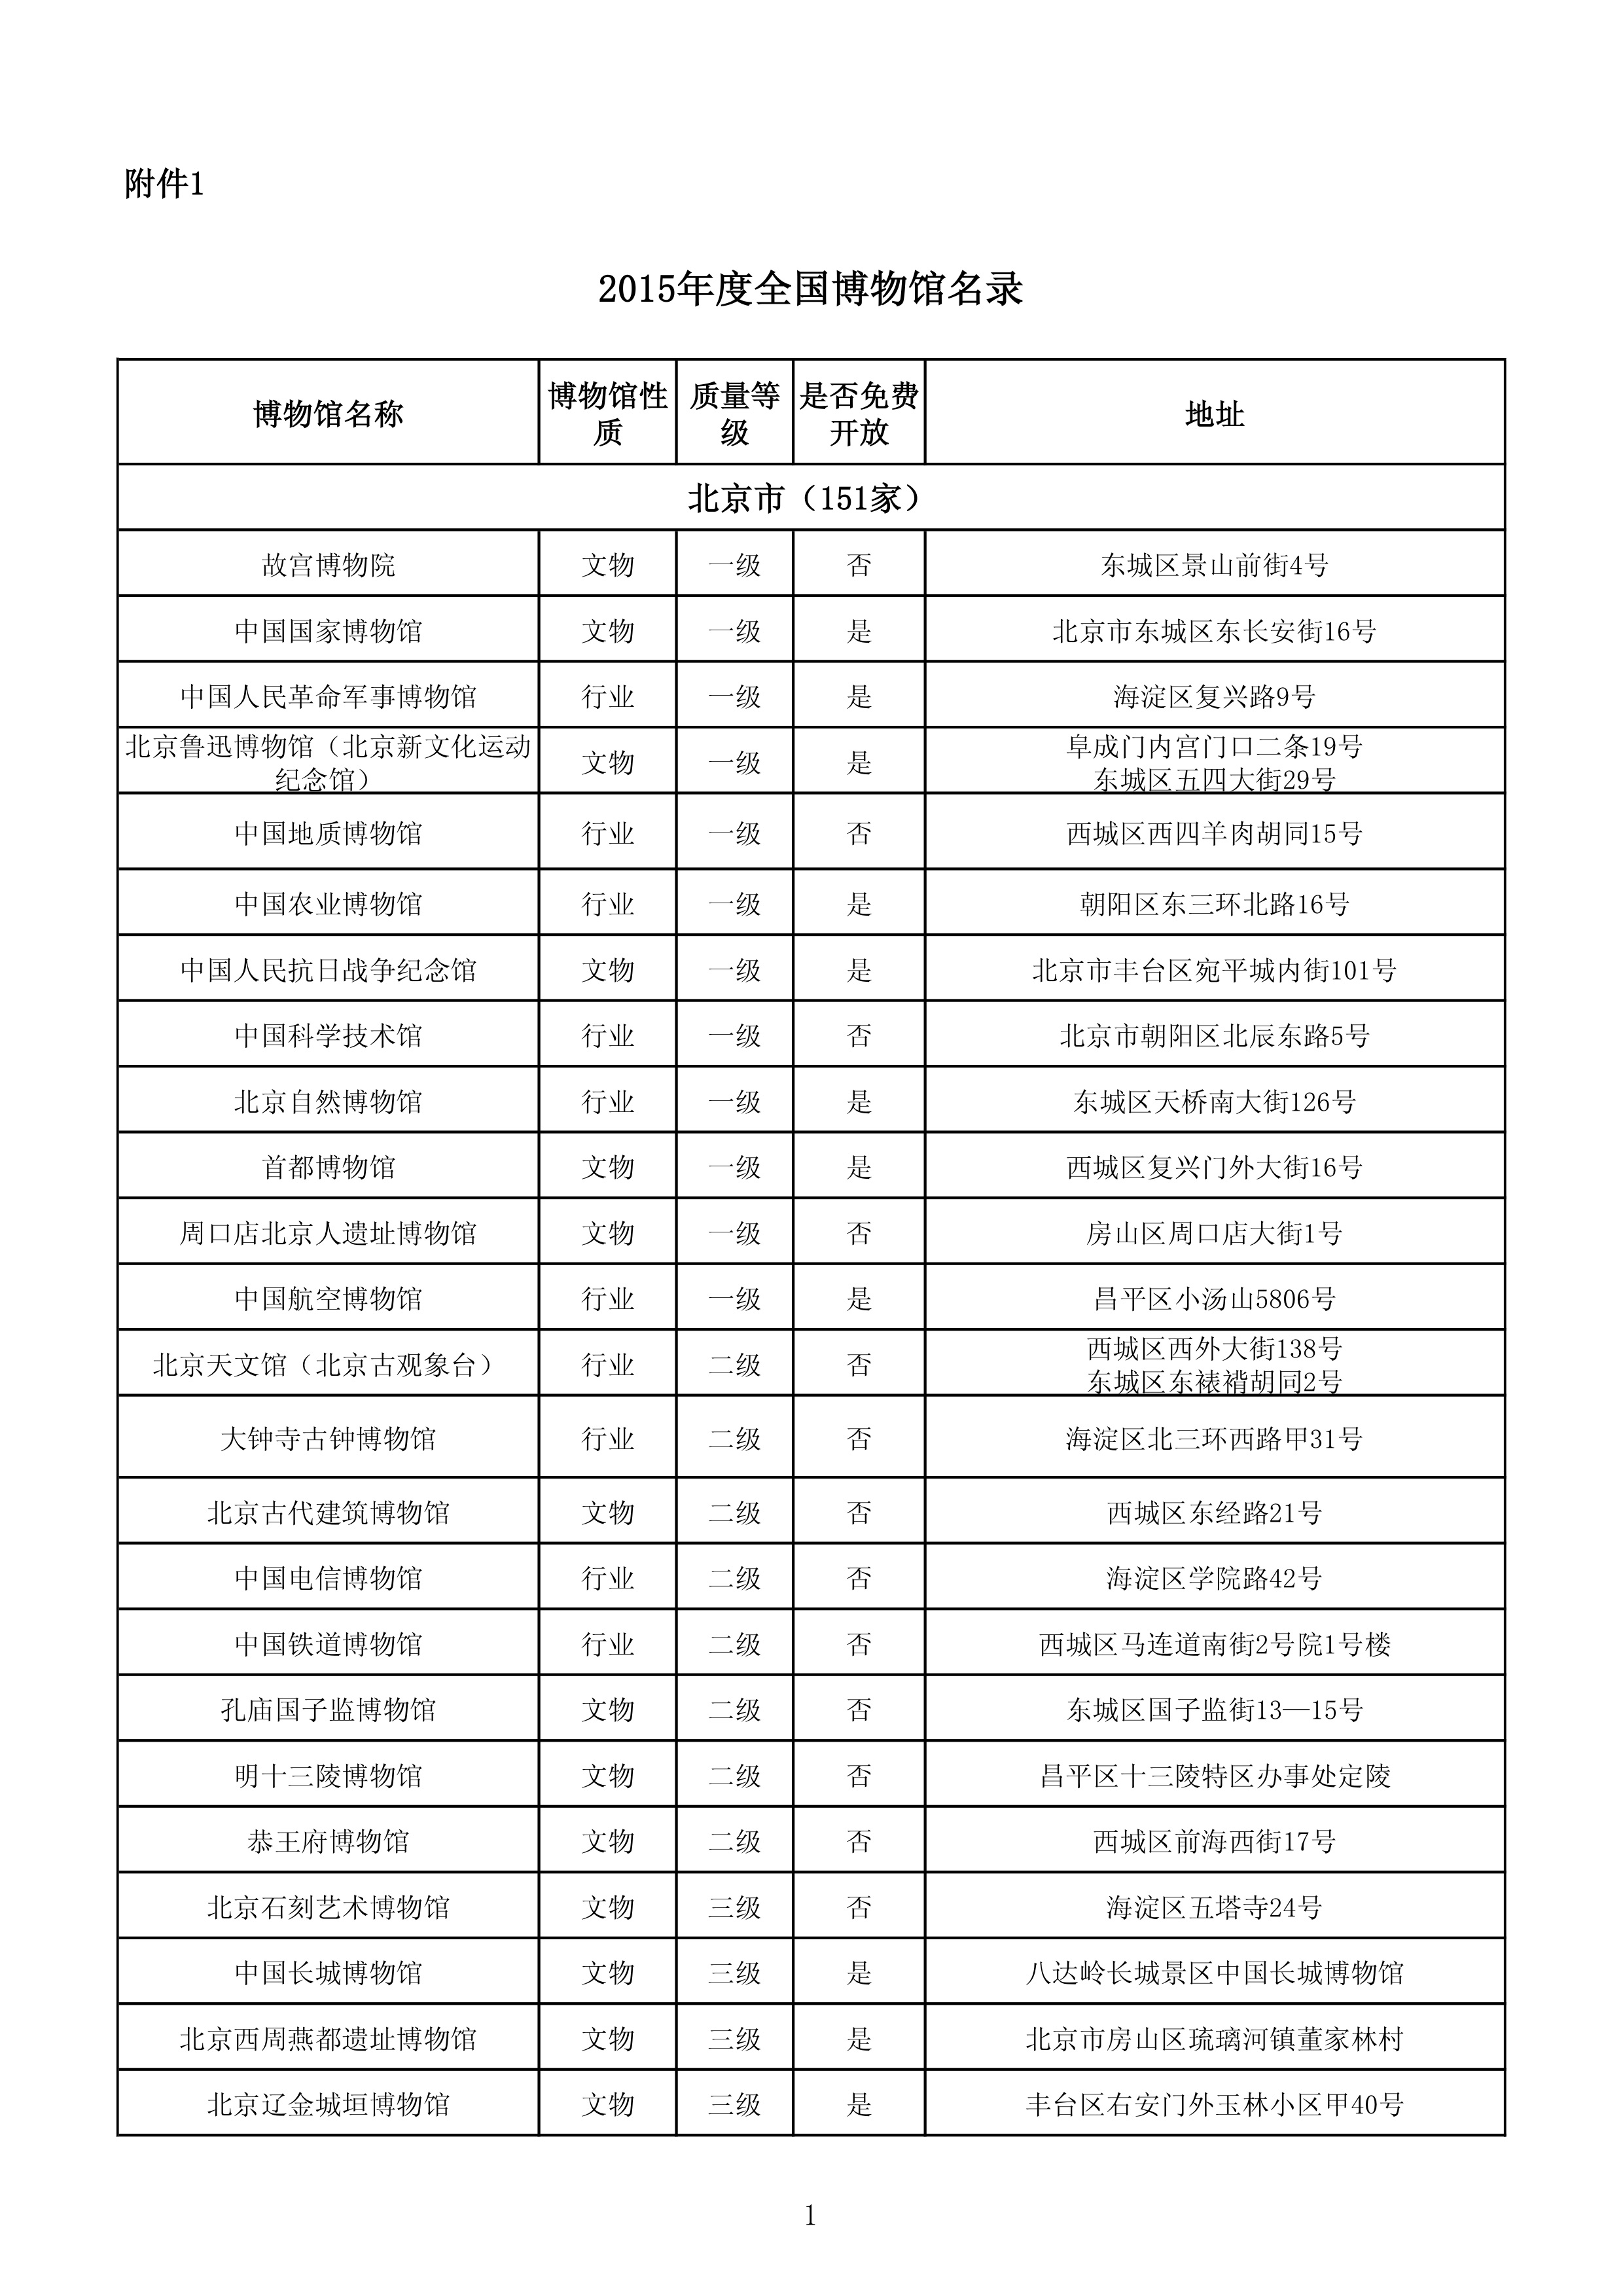 附件1
2015年度全国博物馆名录
博物馆名称 博物馆性质 质量等级 是否免费开放 地址
北京市（151家）
故宫博物院 文物 一级 否 东城区景山前街4号
中国国家博物馆 文物 一级 是 北京市东城区东长安街16号
中国人民革命军事博物馆 行业 一级 是 海淀区复兴路9号
北京鲁迅博物馆（北京新文化运动纪念馆） 文物 一级 是 阜成门内宫门口二条19号 东城区五四大街29号
中国地质博物馆 行业 一级 否 西城区西四羊肉胡同15号
中国农业博物馆 行业 一级 是 朝阳区东三环北路16号
中国人民抗日战争纪念馆 文物 一级 是 北京市丰台区宛平城内街101号
中国科学技术馆 行业 一级 否 北京市朝阳区北辰东路5号
北京自然博物馆 行业 一级 是 东城区天桥南大街126号
首都博物馆 文物 一级 是 西城区复兴门外大街16号
周口店北京人遗址博物馆 文物 一级 否 房山区周口店大街1号
中国航空博物馆 行业 一级 是 昌平区小汤山5806号
北京天文馆（北京古观象台） 行业 二级 否 西城区西外大街138号 东城区东裱褙胡同2号
大钟寺古钟博物馆 行业 二级 否 海淀区北三环西路甲31号
北京古代建筑博物馆 文物 二级 否 西城区东经路21号
中国电信博物馆 行业 二级 否 海淀区学院路42号
中国铁道博物馆 行业 二级 否 西城区马连道南街2号院1号楼
孔庙国子监博物馆 文物 二级 否 东城区国子监街13—15号
明十三陵博物馆 文物 二级 否 昌平区十三陵特区办事处定陵
恭王府博物馆 文物 二级 否 西城区前海西街17号
北京石刻艺术博物馆 文物 三级 否 海淀区五塔寺24号
中国长城博物馆 文物 三级 是 八达岭长城景区中国长城博物馆
北京西周燕都遗址博物馆 文物 三级 是 北京市房山区琉璃河镇董家林村
北京辽金城垣博物馆 文物 三级 是 丰台区右安门外玉林小区甲40号
1